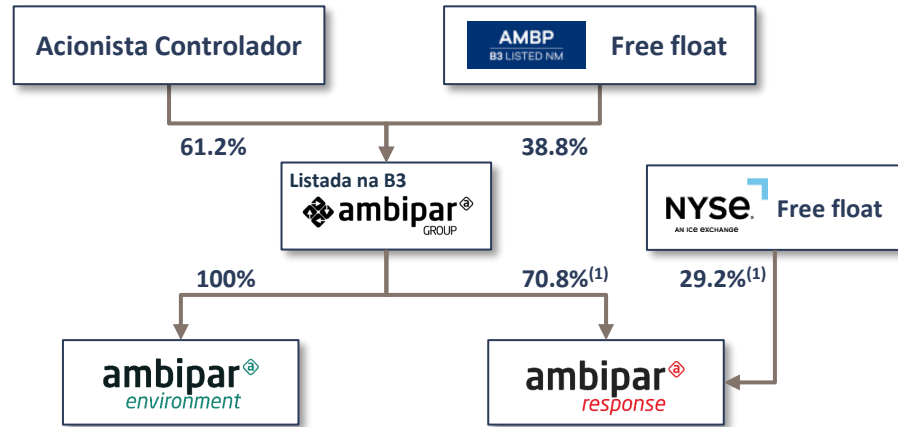 Acionista Controlador
AMBP
B3 LISTED NM
Free float
61.2%
38.8%
Listada na B3
ambipar
GROUP
NYSE
AN ICE EXCHANGE
Free float
100%
70.8%(1)
29.2%(1)
ambipar
environment
ambipar
response